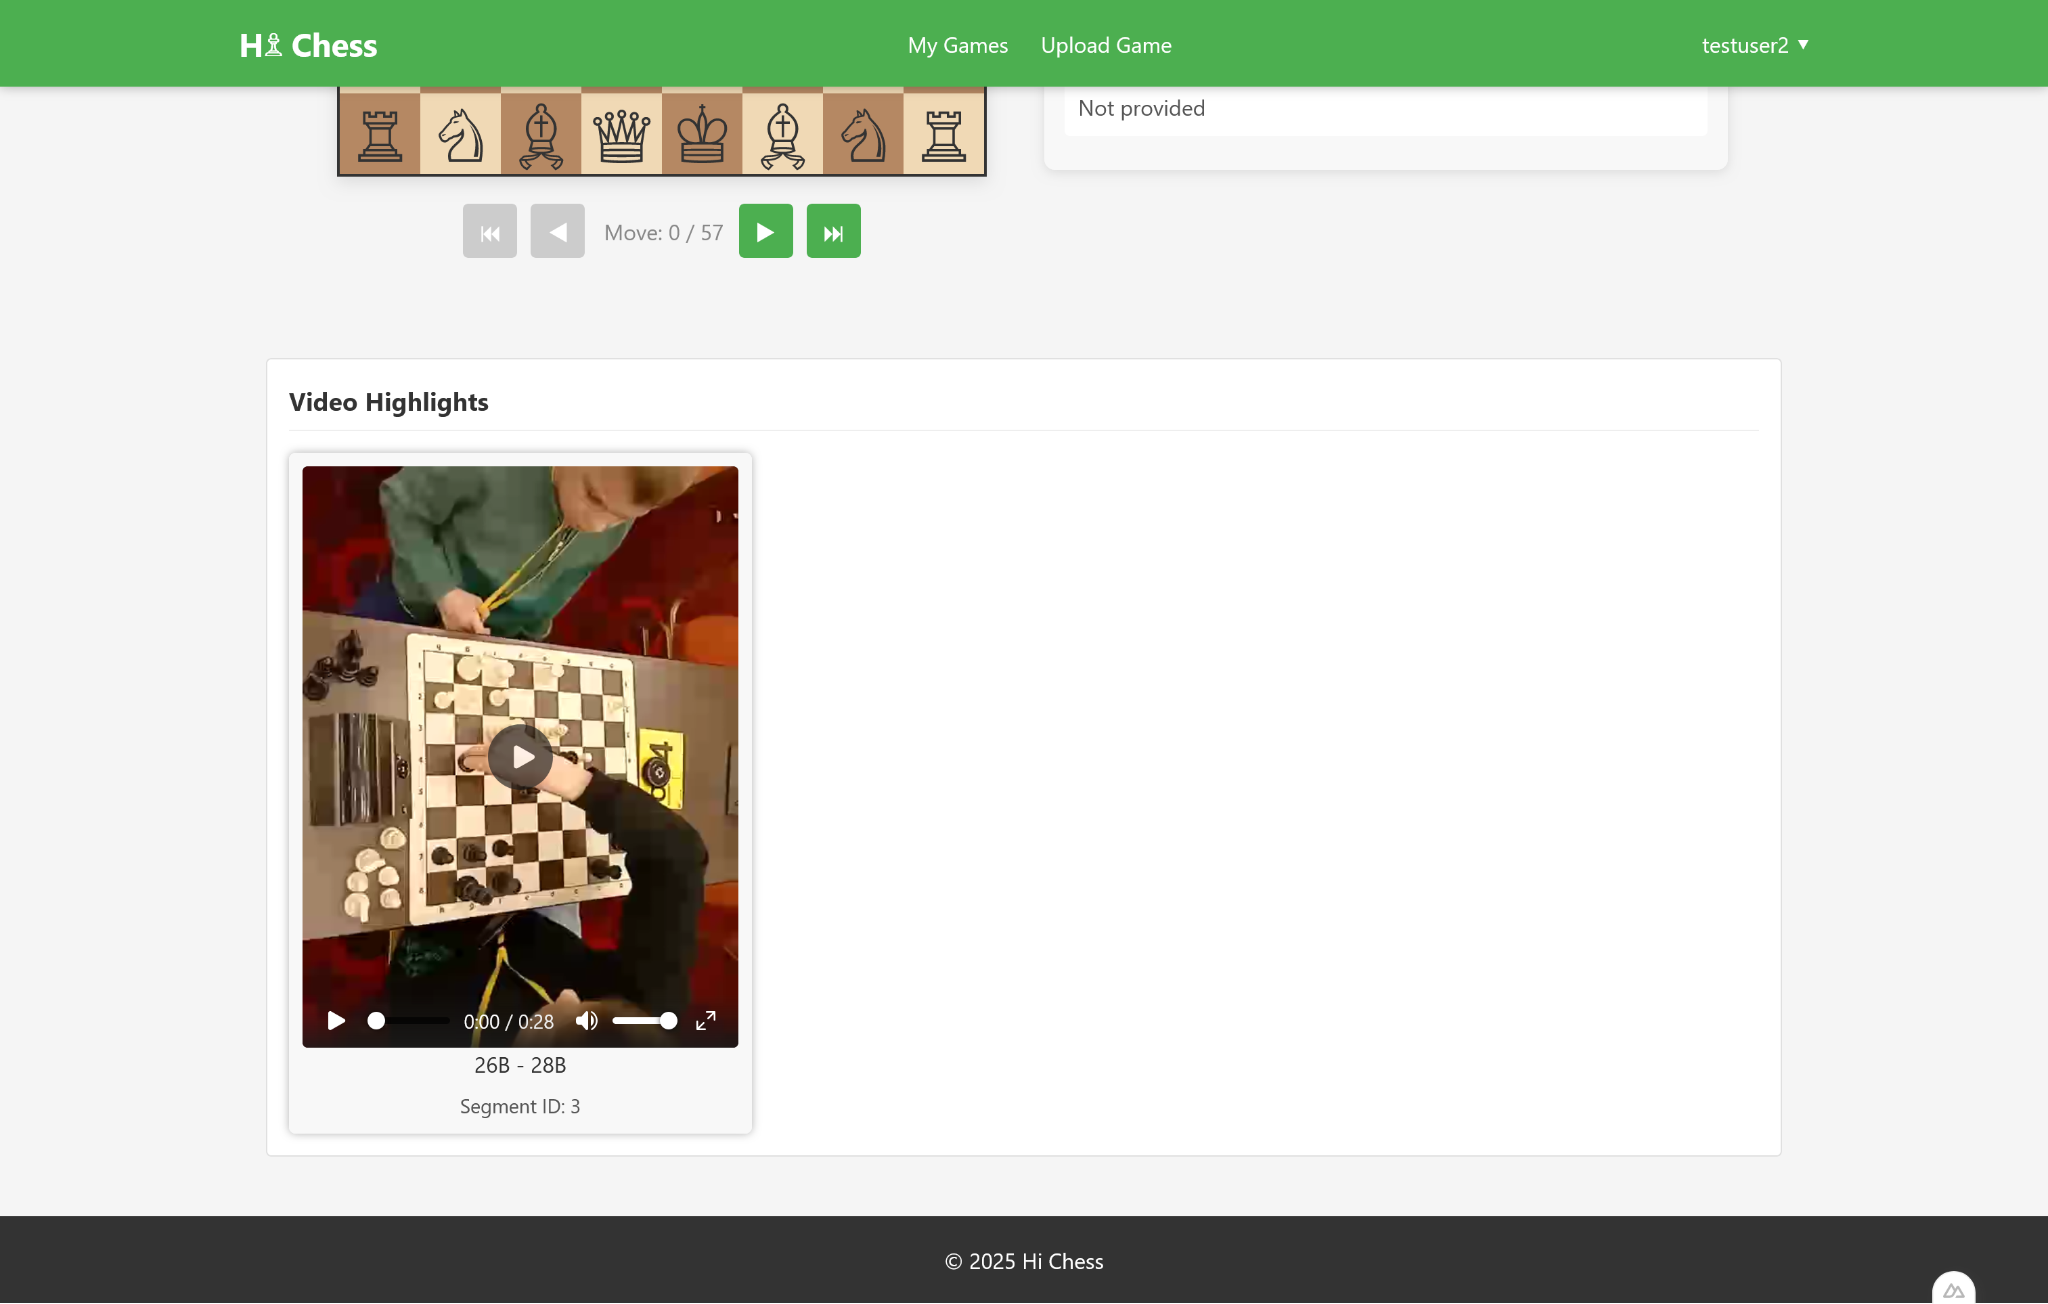 H♗ Chess
My Games
Upload Game
testuser2 ▼
Not provided
Move: 0 / 57
Video Highlights
0:00 / 0:28
26B - 28B
Segment ID: 3
© 2025 Hi Chess